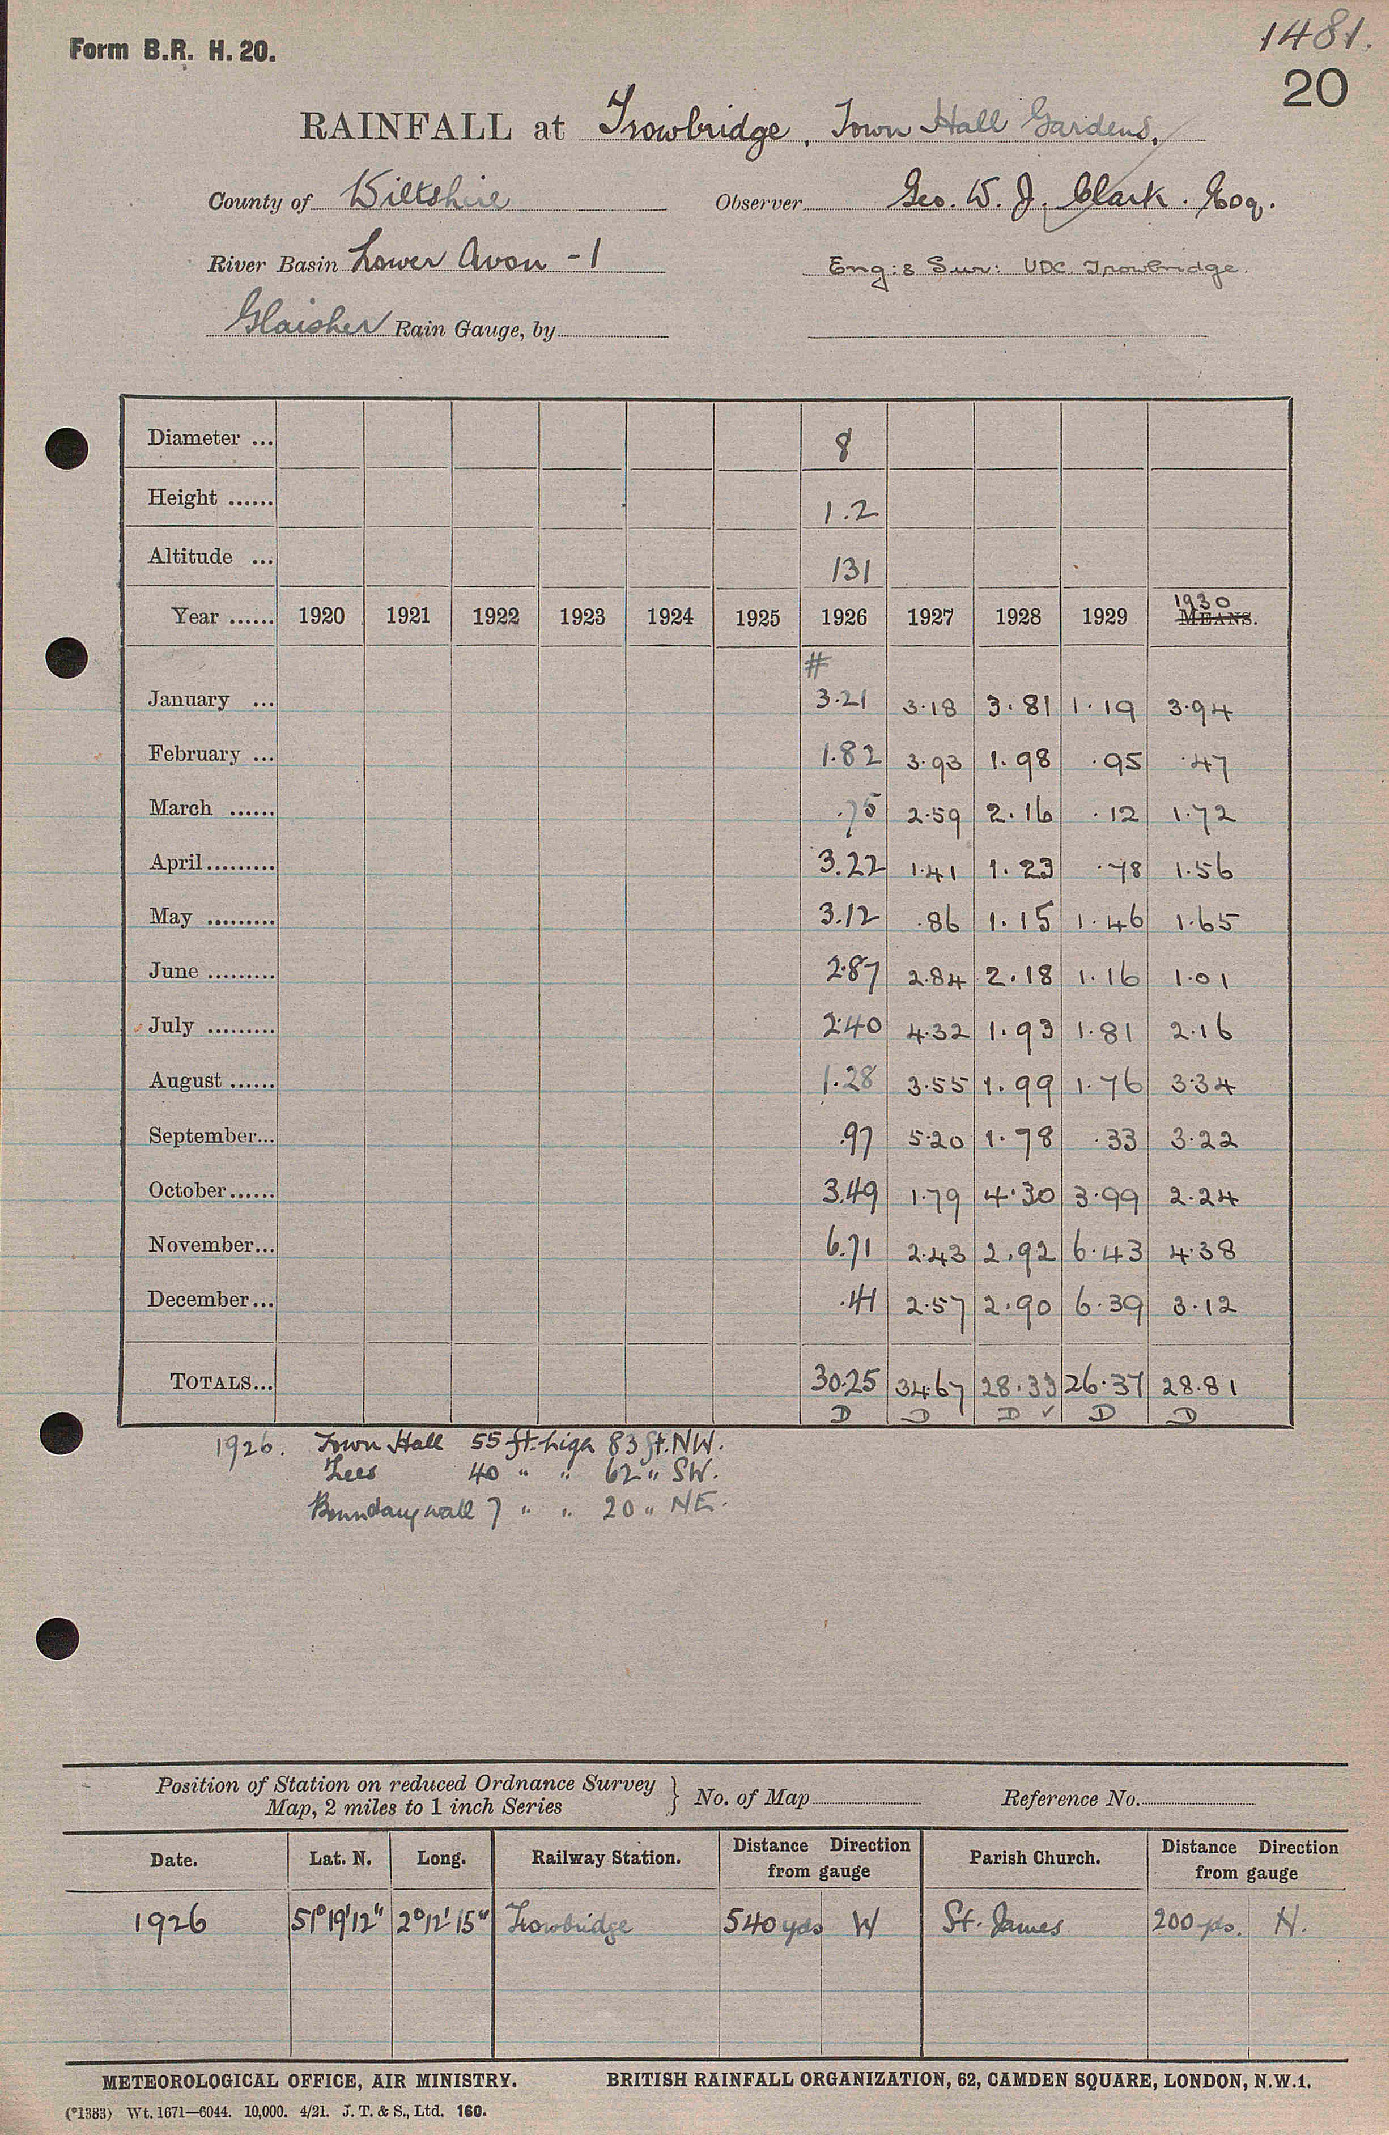 1481.
Form B.R. H. 20.
20
RAINFALL at Trowbridge, Town Hall Gardens.
County of Wiltshire Observer Geo. W. J. Clark. Esq.
River Basin Lower Avon - 1 Eng: & Sur: UDC Trowbridge
Glaisher Rain Gauge, by
Diameter ... 8
Height ...... 1.2
Altitude ... 131
1930
Year ...... 1920 1921 1922 1923 1924 1925 1926 1927 1928 1929 MEANS.
#
January ... 3.21 3.18 3.81 1.19 3.94
February ... 1.82 3.93 1.98 .95 .47
March ...... .75 2.59 2.16 .12 1.72
April......... 3.22 1.41 1.23 .78 1.56
May ......... 3.12 .86 1.15 1.46 1.65
June ......... 2.87 2.84 2.18 1.16 1.01
July ......... 2.40 4.32 1.93 1.81 2.16
August ...... 1.28 3.55 1.99 1.76 3.34
September... .97 5.20 1.78 .33 3.22
October...... 3.49 1.79 4.30 3.99 2.24
November... 6.71 2.43 2.92 6.43 4.38
December... .41 2.57 2.90 6.39 3.12
TOTALS... 30.25 34.67 28.33 26.37 28.81
D D D ✓ D D
1926. Town Hall 55 ft. high 83 ft. NW.
Trees 40 " " 62 " SW.
Boundary wall 7 " " 20 " NE.
Position of Station on reduced Ordnance Survey
Map, 2 miles to 1 inch Series } No. of Map Reference No.
Date. Lat. N. Long. Railway Station. Distance Direction from gauge Parish Church. Distance Direction from gauge
1926 51° 19' 12" 2° 12' 15" Trowbridge 540 yds W St. James 200 yds. N.
METEOROLOGICAL OFFICE, AIR MINISTRY. BRITISH RAINFALL ORGANIZATION, 62, CAMDEN SQUARE, LONDON, N.W.1.
(*1383) Wt. 1671—6044. 10,000. 4/21. J. T. & S., Ltd. 160.